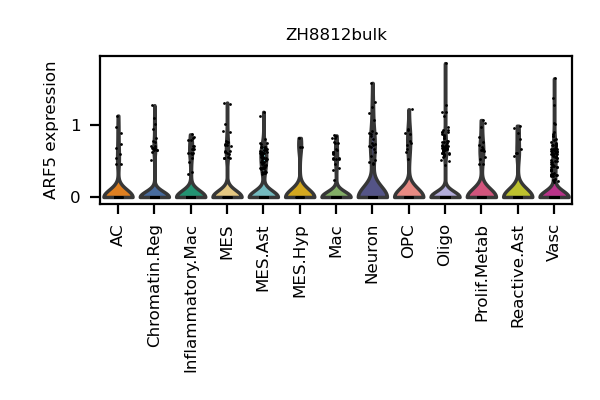 ZH8812bulk
ARF5 expression
1
0
AC
Chromatin.Reg
Inflammatory.Mac
MES
MES.Ast
MES.Hyp
Mac
Neuron
OPC
Oligo
Prolif.Metab
Reactive.Ast
Vasc